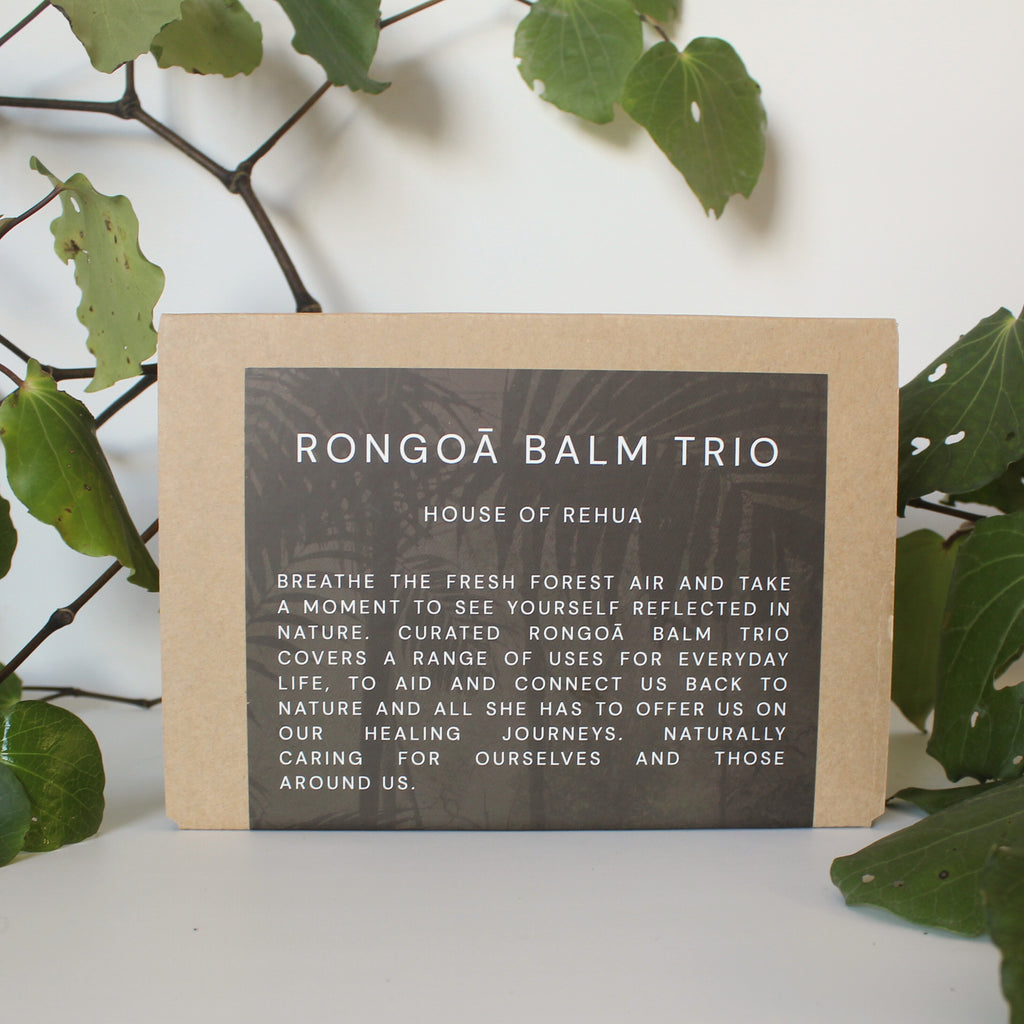 RONGOĀ BALM TRIO
HOUSE OF REHUA
BREATHE THE FRESH FOREST AIR AND TAKE
A MOMENT TO SEE YOURSELF REFLECTED IN
NATURE. CURATED RONGOĀ BALM TRIO
COVERS A RANGE OF USES FOR EVERYDAY
LIFE, TO AID AND CONNECT US BACK TO
NATURE AND ALL SHE HAS TO OFFER US ON
OUR HEALING JOURNEYS. NATURALLY
CARING FOR OURSELVES AND THOSE
AROUND US.